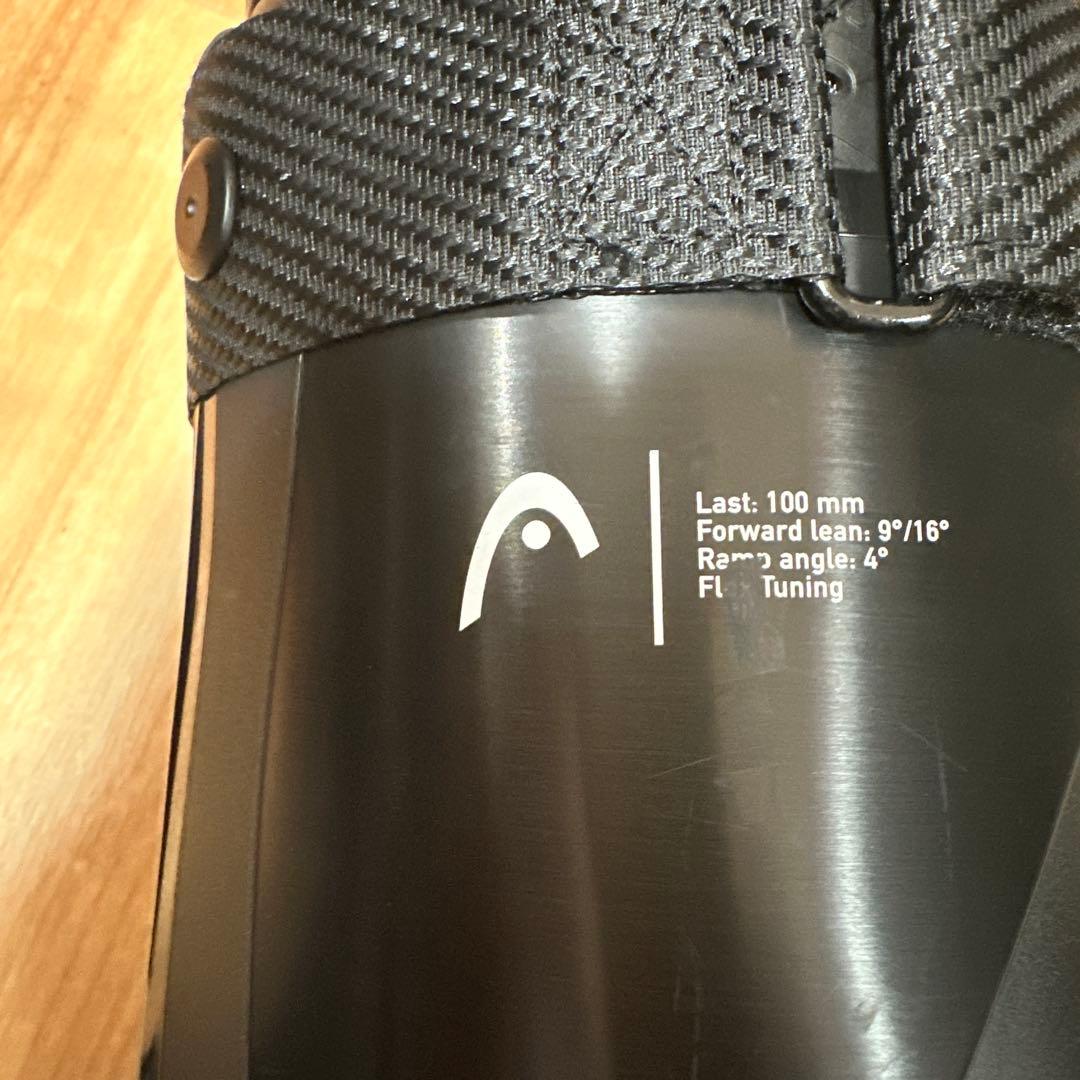 Last: 100 mm
Forward lean: 9°/16°
Ramp angle: 4°
Tuning